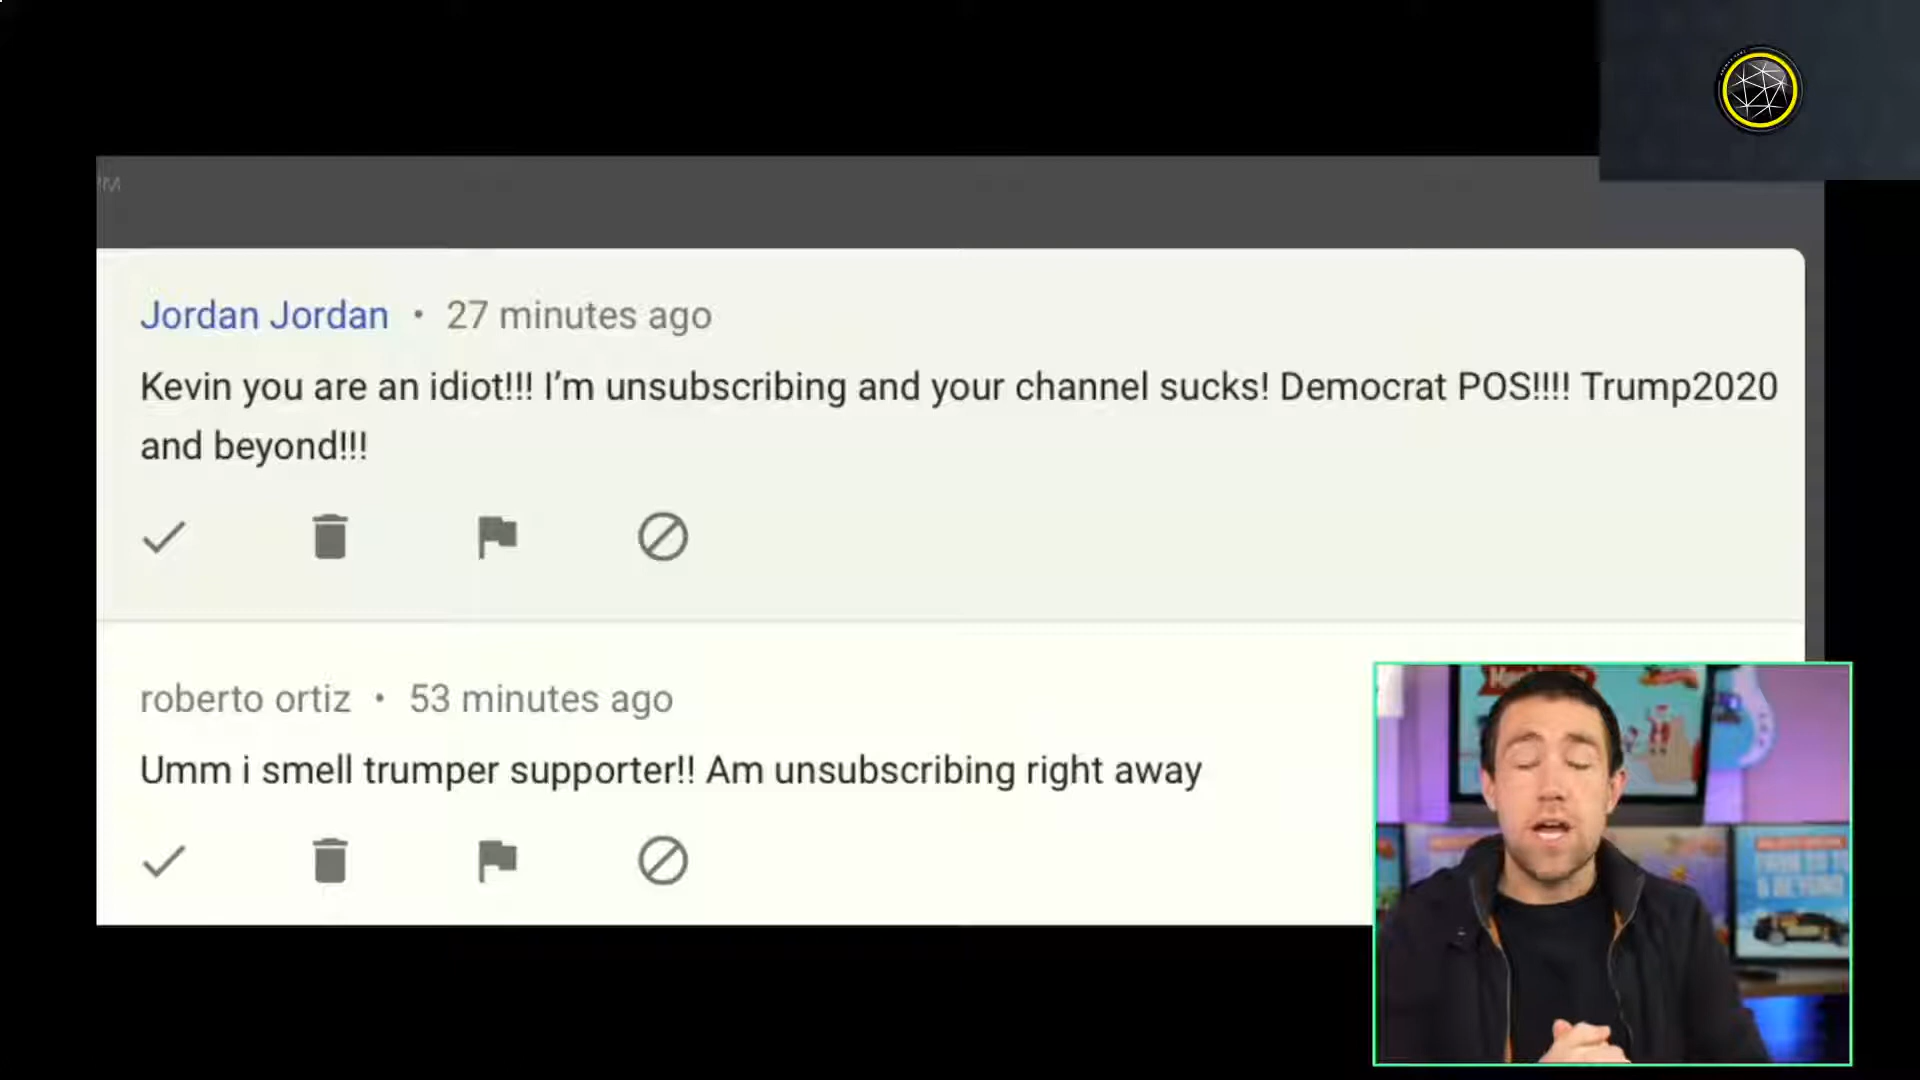 Jordan Jordan • 27 minutes ago
Kevin you are an idiot!!! I’m unsubscribing and your channel sucks! Democrat POS!!!! Trump2020
and beyond!!!
roberto ortiz • 53 minutes ago
Umm i smell trumper supporter!! Am unsubscribing right away
& BEYOND